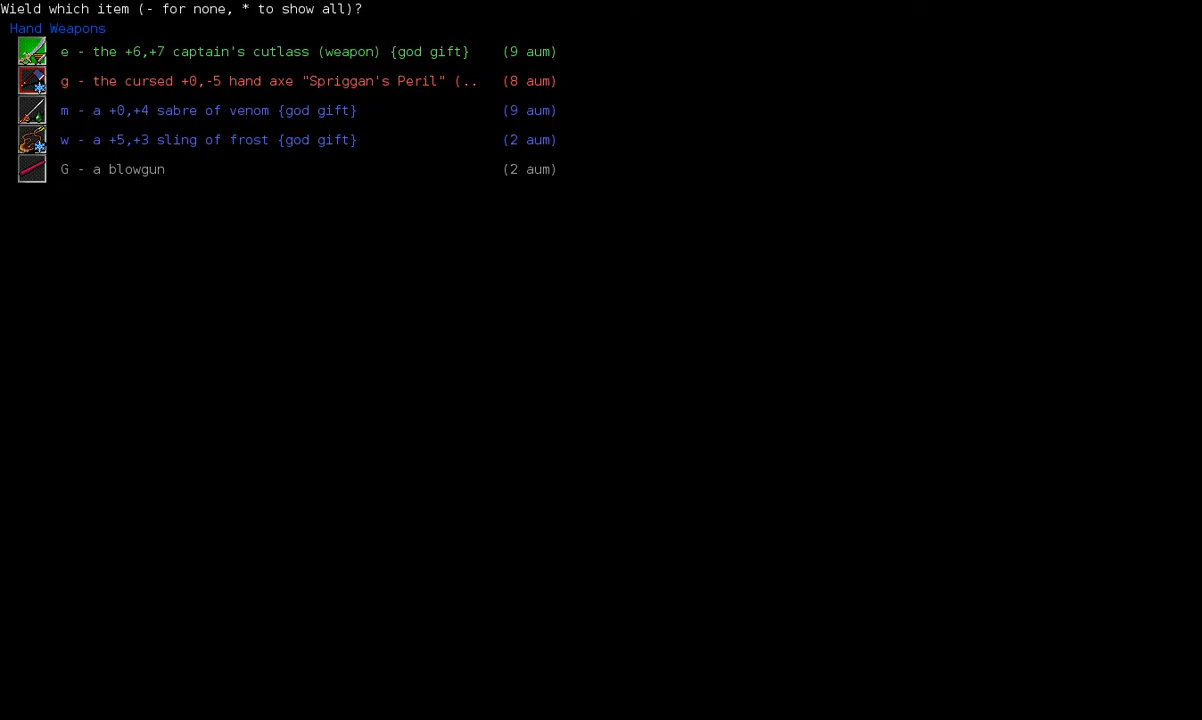 Wield which item (- for none, * to show all)?
Hand Weapons
e - the +6,+7 captain's cutlass (weapon) {god gift} (9 aum)
g - the cursed +0,-5 hand axe "Spriggan's Peril" (.. (8 aum)
m - a +0,+4 sabre of venom {god gift} (9 aum)
w - a +5,+3 sling of frost {god gift} (2 aum)
G - a blowgun (2 aum)